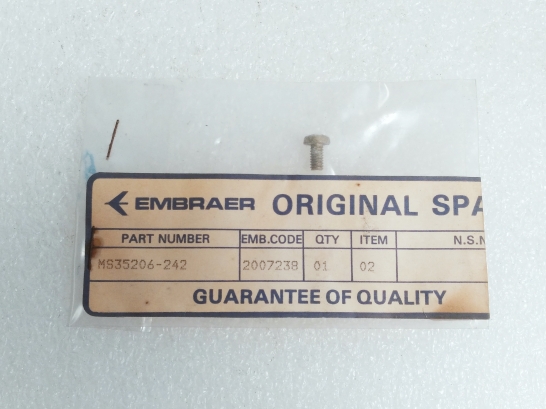 EMBRAER ORIGINAL SPA
PART NUMBER EMB.CODE QTY ITEM N.S.N
MS35206-242 2007238 01 02
GUARANTEE OF QUALITY